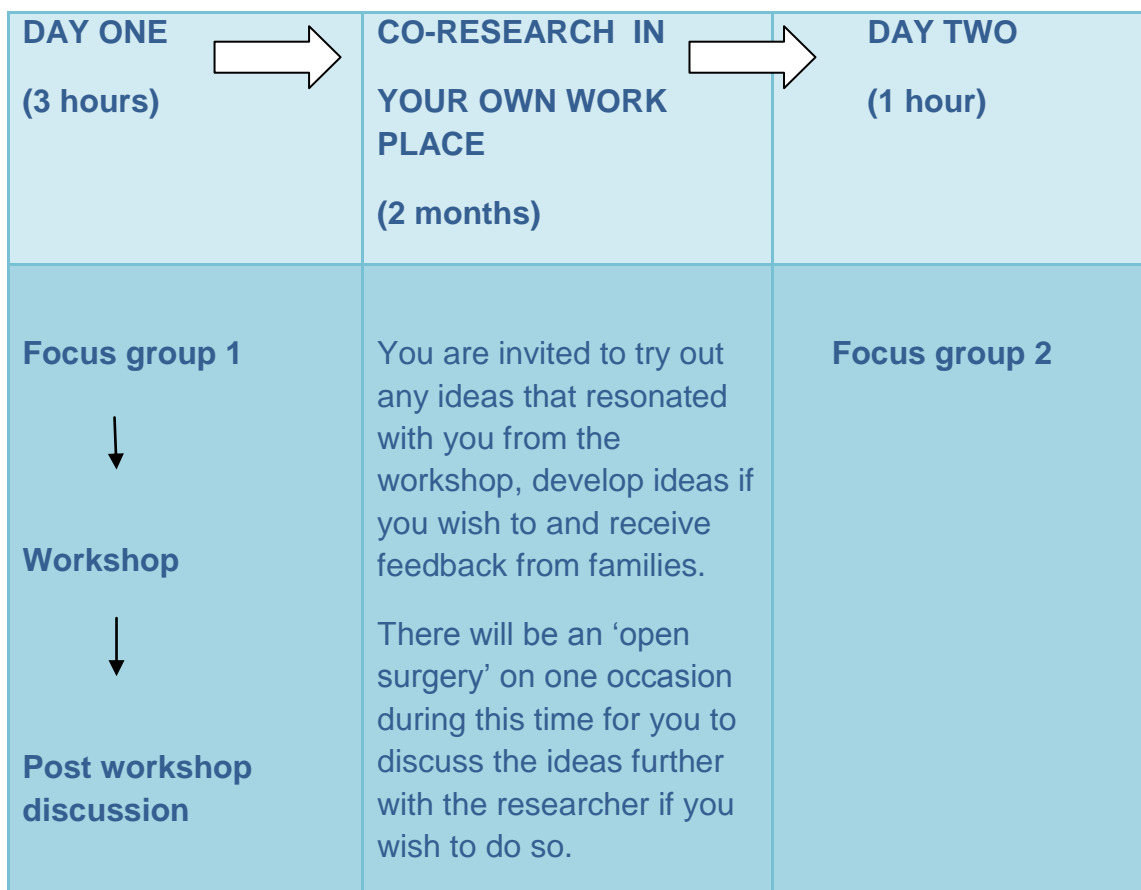 DAY ONE
(3 hours)
CO-RESEARCH IN
YOUR OWN WORK
PLACE
(2 months)
DAY TWO
(1 hour)
Focus group 1
Workshop
Post workshop
discussion
You are invited to try out
any ideas that resonated
with you from the
workshop, develop ideas if
you wish to and receive
feedback from families.
There will be an ‘open
surgery’ on one occasion
during this time for you to
discuss the ideas further
with the researcher if you
wish to do so.
Focus group 2